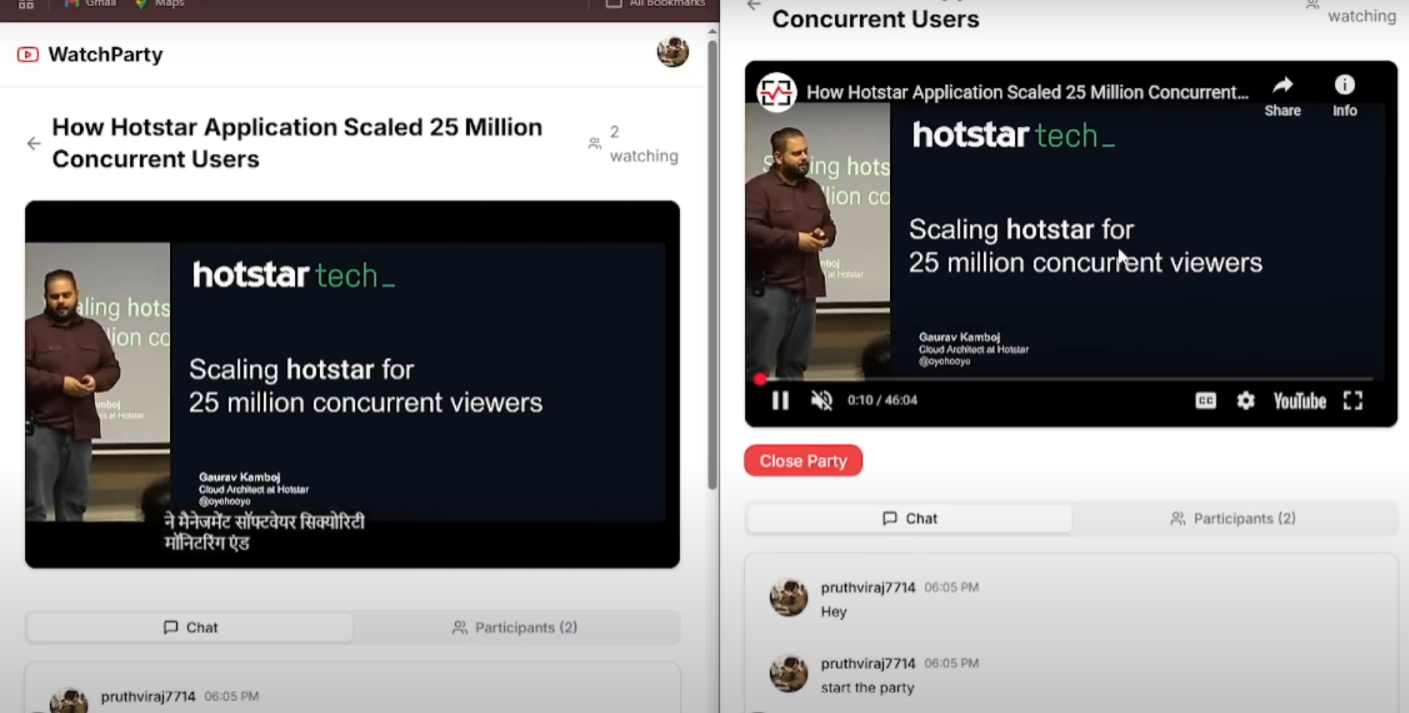 Gmail
Maps
All Bookmarks
WatchParty
How Hotstar Application Scaled 25 Million
Concurrent Users
2
watching
hotstar tech_
Scaling hotstar for
25 million concurrent viewers
Gaurav Kamboj
Cloud Architect at Hotstar
@oyehooyo
ने मैनेजमेंट सॉफ्टवेयर सिक्योरिटी
मॉनिटरिंग एंड
Chat
Participants (2)
pruthviraj7714 06:05 PM
Concurrent Users
watching
How Hotstar Application Scaled 25 Million Concurrent...
Share
Info
hotstar tech_
Scaling hotstar for
25 million concurrent viewers
Gaurav Kamboj
Cloud Architect at Hotstar
@oyehooyo
0:10 / 46:04
CC
YouTube
Close Party
Chat
Participants (2)
pruthviraj7714 06:05 PM
Hey
pruthviraj7714 06:05 PM
start the party